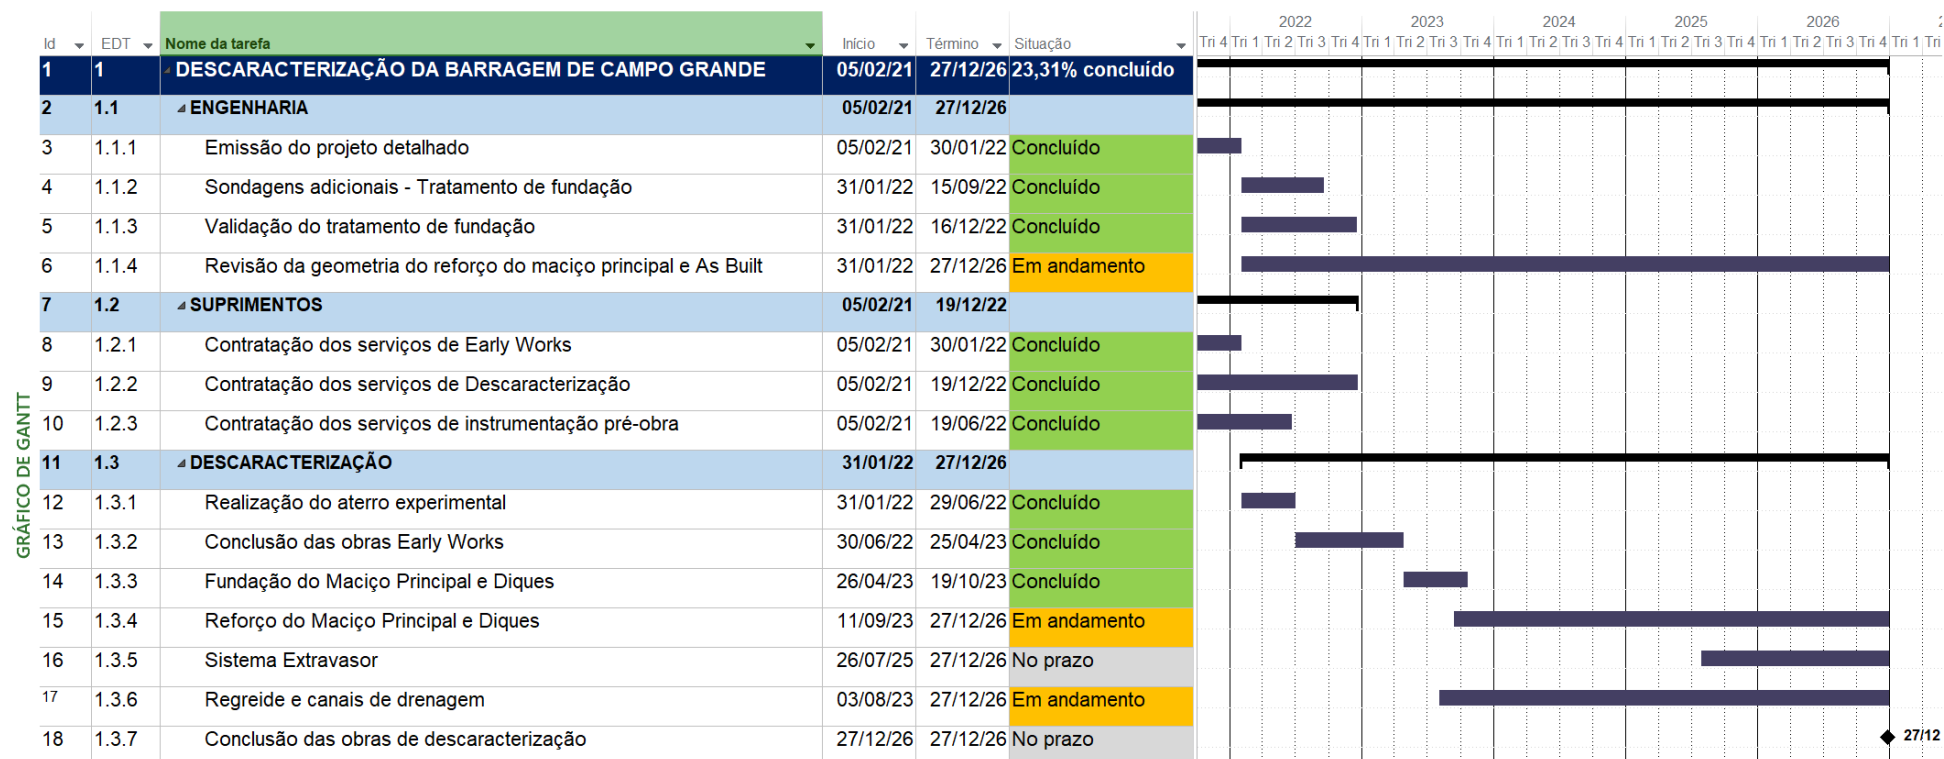 2022 2023 2024 2025 2026
Id EDT Nome da tarefa Início Término Situação Tri 4 Tri 1 Tri 2 Tri 3 Tri 4 Tri 1 Tri 2 Tri 3 Tri 4 Tri 1 Tri 2 Tri 3 Tri 4 Tri 1 Tri 2 Tri 3 Tri 4 Tri 1 Tri 2 Tri 3 Tri 4 Tri 1 Tri
1 1 DESCARACTERIZAÇÃO DA BARRAGEM DE CAMPO GRANDE 05/02/21 27/12/26 23,31% concluído
2 1.1 ENGENHARIA 05/02/21 27/12/26
3 1.1.1 Emissão do projeto detalhado 05/02/21 30/01/22 Concluído
4 1.1.2 Sondagens adicionais - Tratamento de fundação 31/01/22 15/09/22 Concluído
5 1.1.3 Validação do tratamento de fundação 31/01/22 16/12/22 Concluído
6 1.1.4 Revisão da geometria do reforço do maciço principal e As Built 31/01/22 27/12/26 Em andamento
7 1.2 SUPRIMENTOS 05/02/21 19/12/22
8 1.2.1 Contratação dos serviços de Early Works 05/02/21 30/01/22 Concluído
9 1.2.2 Contratação dos serviços de Descaracterização 05/02/21 19/12/22 Concluído
10 1.2.3 Contratação dos serviços de instrumentação pré-obra 05/02/21 19/06/22 Concluído
11 1.3 DESCARACTERIZAÇÃO 31/01/22 27/12/26
12 1.3.1 Realização do aterro experimental 31/01/22 29/06/22 Concluído
13 1.3.2 Conclusão das obras Early Works 30/06/22 25/04/23 Concluído
14 1.3.3 Fundação do Maciço Principal e Diques 26/04/23 19/10/23 Concluído
15 1.3.4 Reforço do Maciço Principal e Diques 11/09/23 27/12/26 Em andamento
16 1.3.5 Sistema Extravasor 26/07/25 27/12/26 No prazo
17 1.3.6 Regreide e canais de drenagem 03/08/23 27/12/26 Em andamento
18 1.3.7 Conclusão das obras de descaracterização 27/12/26 27/12/26 No prazo 27/12
GRÁFICO DE GANTT